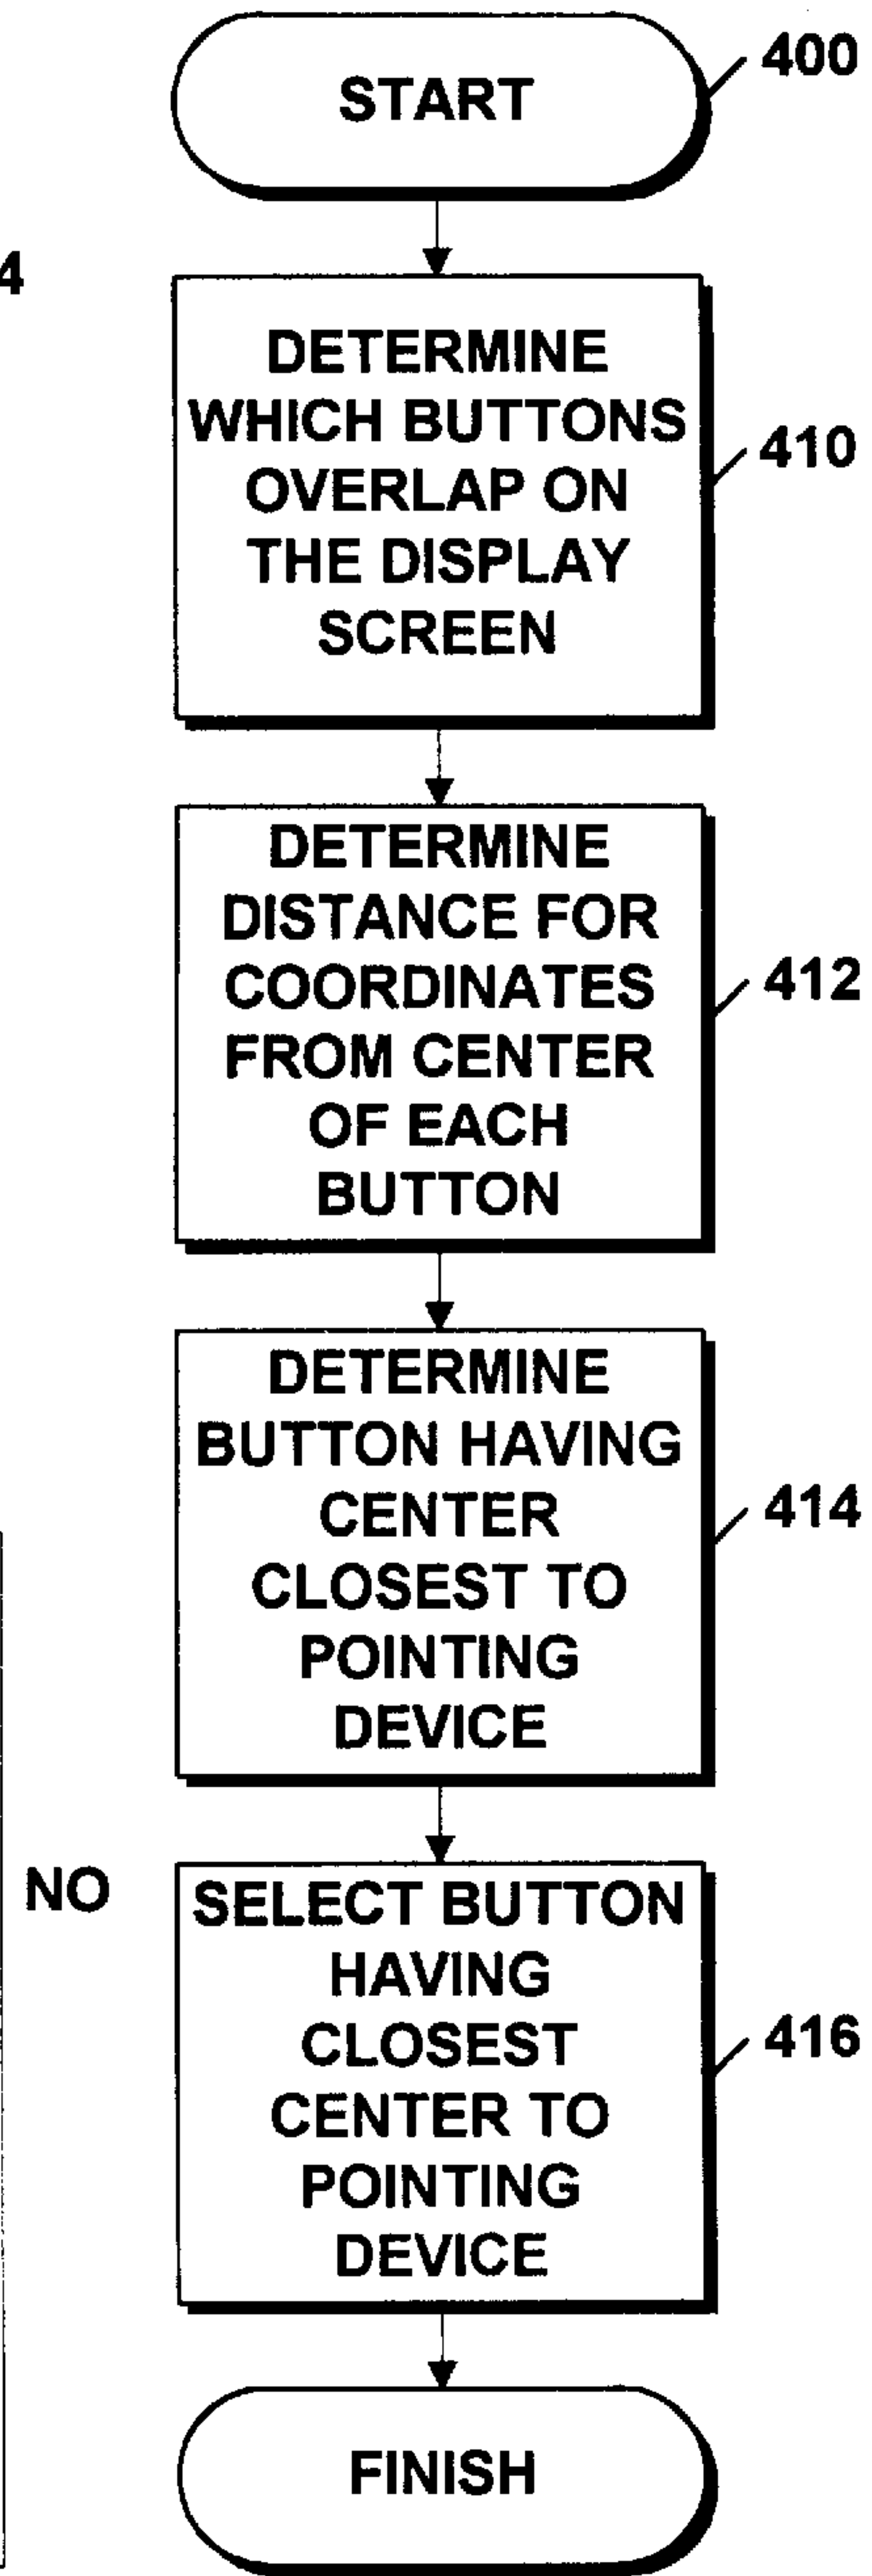 START
400
4
DETERMINE
WHICH BUTTONS
OVERLAP ON
THE DISPLAY
SCREEN
410
DETERMINE
DISTANCE FOR
COORDINATES
FROM CENTER
OF EACH
BUTTON
412
DETERMINE
BUTTON HAVING
CENTER
CLOSEST TO
POINTING
DEVICE
414
NO
SELECT BUTTON
HAVING
CLOSEST
CENTER TO
POINTING
DEVICE
416
FINISH